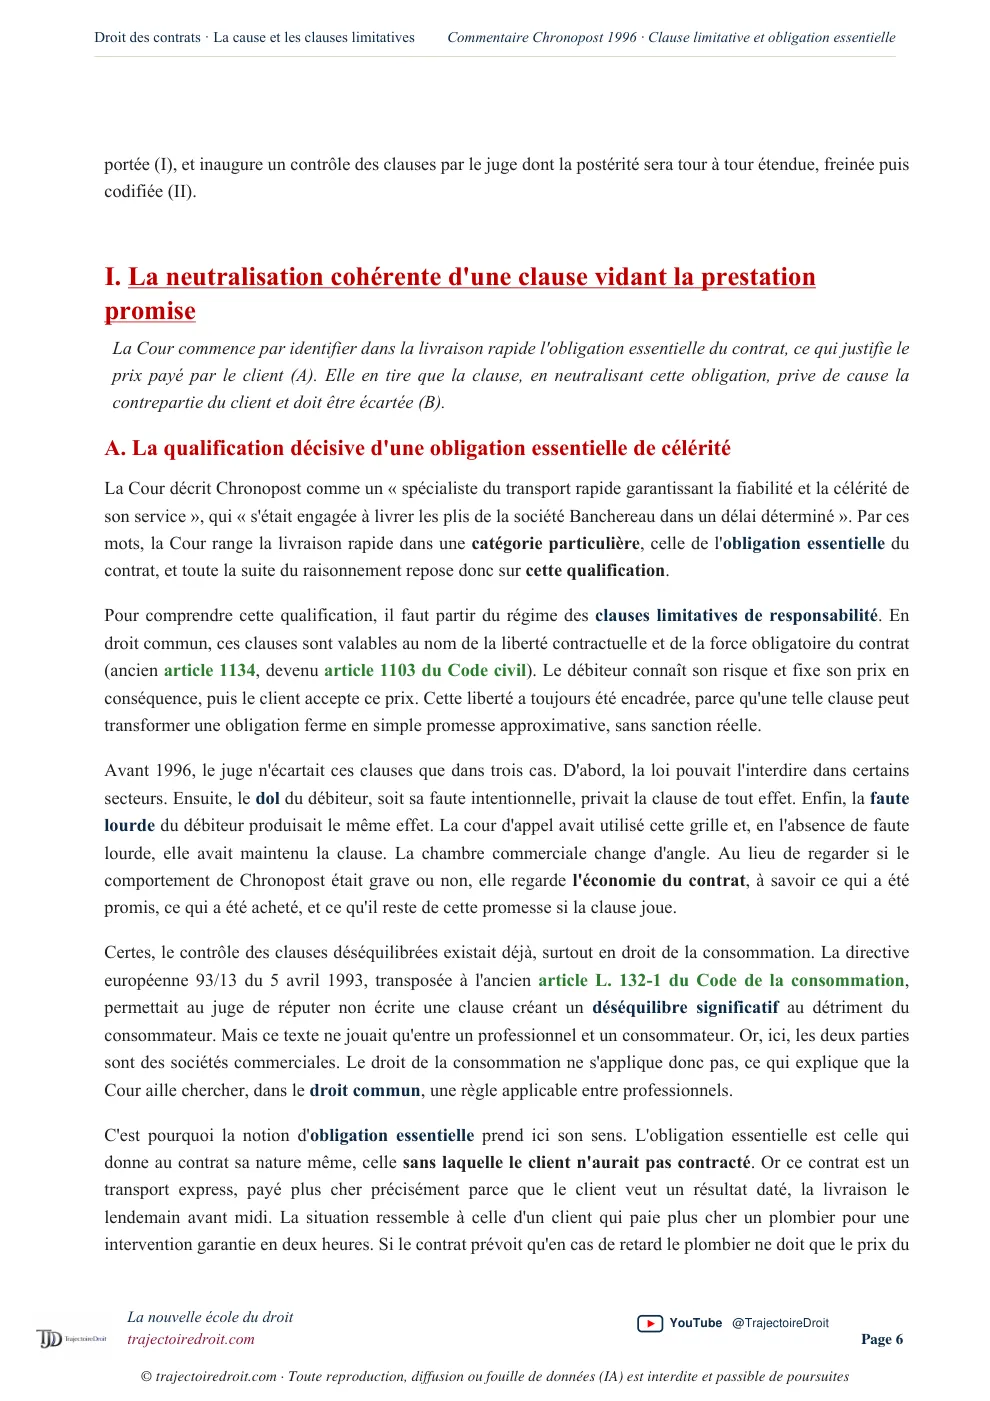 Droit des contrats · La cause et les clauses limitatives Commentaire Chronopost 1996 · Clause limitative et obligation essentielle
portée (I), et inaugure un contrôle des clauses par le juge dont la postérité sera tour à tour étendue, freinée puis
codifiée (II).
I. La neutralisation cohérente d'une clause vidant la prestation
promise
La Cour commence par identifier dans la livraison rapide l'obligation essentielle du contrat, ce qui justifie le
prix payé par le client (A). Elle en tire que la clause, en neutralisant cette obligation, prive de cause la
contrepartie du client et doit être écartée (B).
A. La qualification décisive d'une obligation essentielle de célérité
La Cour décrit Chronopost comme un « spécialiste du transport rapide garantissant la fiabilité et la célérité de
son service », qui « s'était engagée à livrer les plis de la société Banchereau dans un délai déterminé ». Par ces
mots, la Cour range la livraison rapide dans une catégorie particulière, celle de l'obligation essentielle du
contrat, et toute la suite du raisonnement repose donc sur cette qualification.
Pour comprendre cette qualification, il faut partir du régime des clauses limitatives de responsabilité. En
droit commun, ces clauses sont valables au nom de la liberté contractuelle et de la force obligatoire du contrat
(ancien article 1134, devenu article 1103 du Code civil). Le débiteur connaît son risque et fixe son prix en
conséquence, puis le client accepte ce prix. Cette liberté a toujours été encadrée, parce qu'une telle clause peut
transformer une obligation ferme en simple promesse approximative, sans sanction réelle.
Avant 1996, le juge n'écartait ces clauses que dans trois cas. D'abord, la loi pouvait l'interdire dans certains
secteurs. Ensuite, le dol du débiteur, soit sa faute intentionnelle, privait la clause de tout effet. Enfin, la faute
lourde du débiteur produisait le même effet. La cour d'appel avait utilisé cette grille et, en l'absence de faute
lourde, elle avait maintenu la clause. La chambre commerciale change d'angle. Au lieu de regarder si le
comportement de Chronopost était grave ou non, elle regarde l'économie du contrat, à savoir ce qui a été
promis, ce qui a été acheté, et ce qu'il reste de cette promesse si la clause joue.
Certes, le contrôle des clauses déséquilibrées existait déjà, surtout en droit de la consommation. La directive
européenne 93/13 du 5 avril 1993, transposée à l'ancien article L. 132-1 du Code de la consommation,
permettait au juge de réputer non écrite une clause créant un déséquilibre significatif au détriment du
consommateur. Mais ce texte ne jouait qu'entre un professionnel et un consommateur. Or, ici, les deux parties
sont des sociétés commerciales. Le droit de la consommation ne s'applique donc pas, ce qui explique que la
Cour aille chercher, dans le droit commun, une règle applicable entre professionnels.
C'est pourquoi la notion d'obligation essentielle prend ici son sens. L'obligation essentielle est celle qui
donne au contrat sa nature même, celle sans laquelle le client n'aurait pas contracté. Or ce contrat est un
transport express, payé plus cher précisément parce que le client veut un résultat daté, la livraison le
lendemain avant midi. La situation ressemble à celle d'un client qui paie plus cher un plombier pour une
intervention garantie en deux heures. Si le contrat prévoit qu'en cas de retard le plombier ne doit que le prix du
La nouvelle école du droit
YouTube @TrajectoireDroit
TD TrajectoireDroit trajectoiredroit.com Page 6
© trajectoiredroit.com · Toute reproduction, diffusion ou fouille de données (IA) est interdite et passible de poursuites